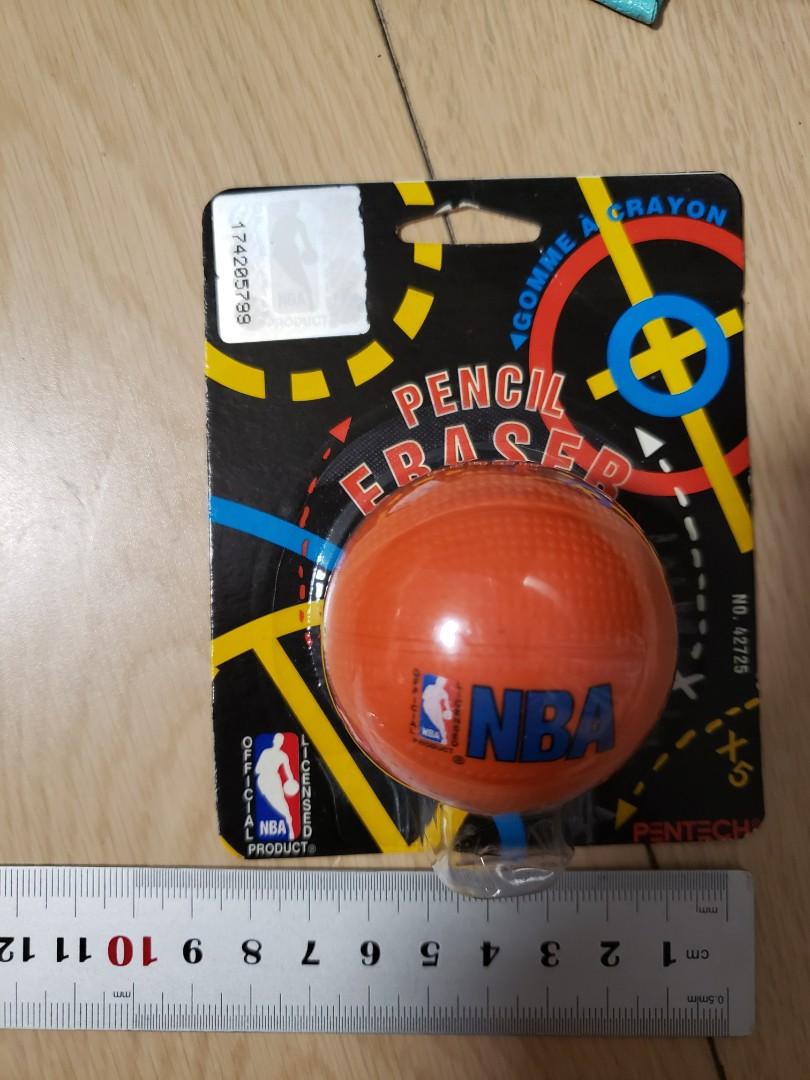 174205799
GOMME À CRAYON
PENCIL
ERASER
NO. 42725
OFFICIAL NBA LICENSED
PRODUCT®
NBA
NBA
PRODUCT
®
X5
PENTECH®
mm
12 11 10 9 8 7 6 5 4 3 2 1 cm
mm
0.5mm